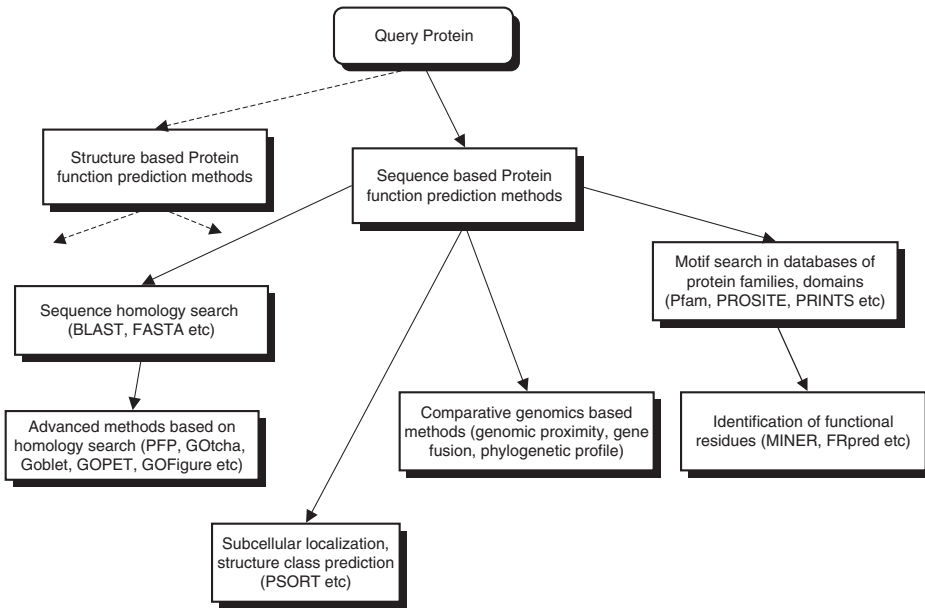 Query Protein
Structure based Protein
function prediction methods
Sequence based Protein
function prediction methods
Motif search in databases of
protein families, domains
(Pfam, PROSITE, PRINTS etc)
Sequence homology search
(BLAST, FASTA etc)
Advanced methods based on
homology search (PFP, GOtcha,
Goblet, GOPET, GOFigure etc)
Comparative genomics based
methods (genomic proximity, gene
fusion, phylogenetic profile)
Identification of functional
residues (MINER, FRpred etc)
Subcellular localization,
structure class prediction
(PSORT etc)